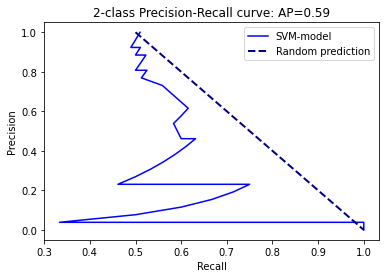 2-class Precision-Recall curve: AP=0.59
SVM-model
Random prediction
Precision
1.0
0.8
0.6
0.4
0.2
0.0
0.3
0.4
0.5
0.6
0.7
0.8
0.9
1.0
Recall